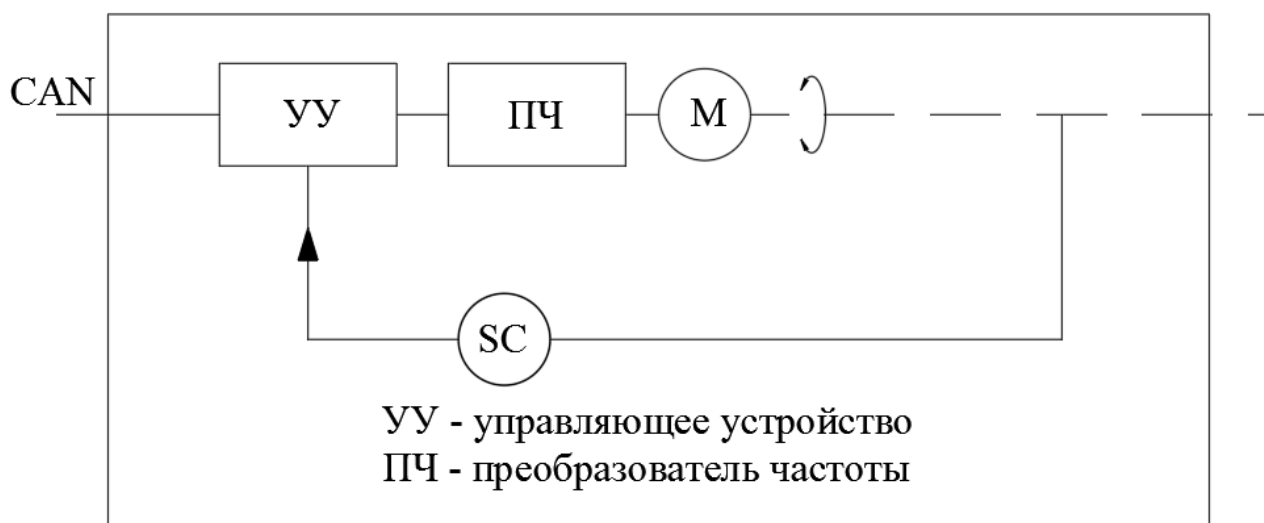 CAN
УУ
ПЧ
М
SC
УУ - управляющее устройство
ПЧ - преобразователь частоты